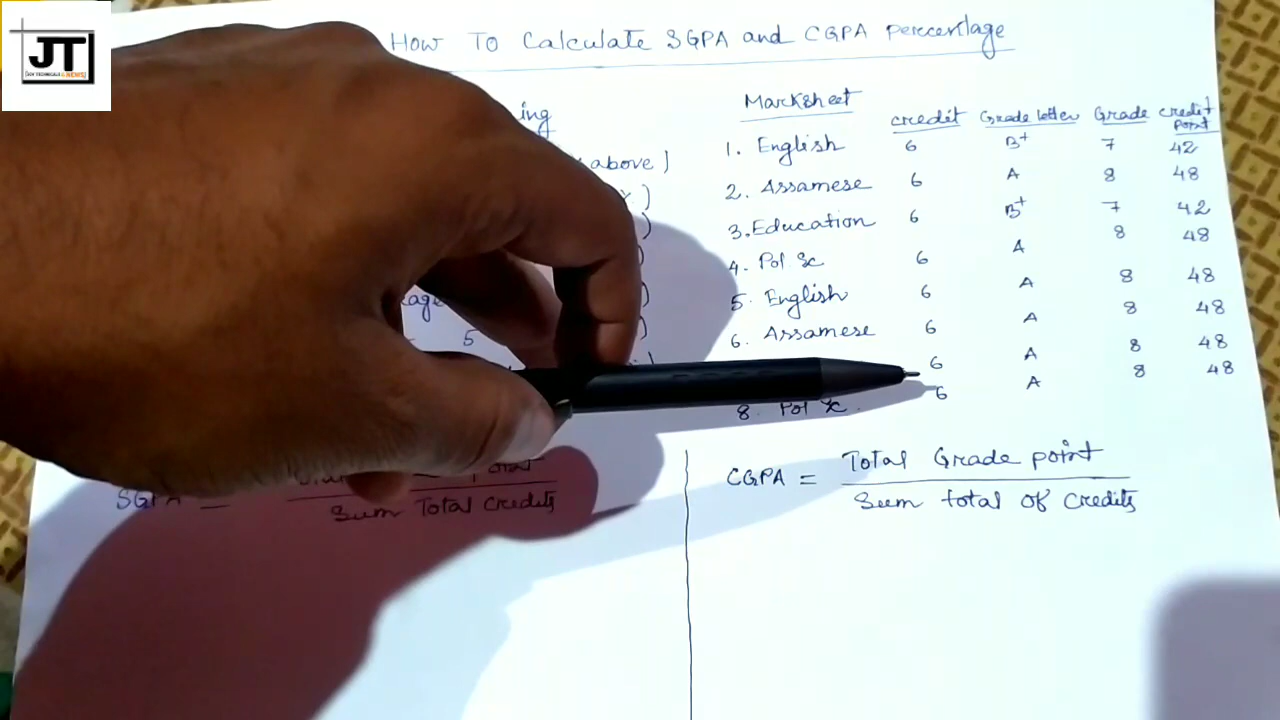 JT
HOW TO Calculate SGPA and CGPA percentage
ing
above)
Marksheet credit Grade letter Grade credit point
1. English 6 B+ 7 42
2. Assamese 6 A 8 48
3. Education 6 B+ 7 42
4. Pol. Sc 6 A 8 48
5. English 6 A 8 48
6. Assamese 6 A 8 48
6 A 8 48
8. Pol Sc. 6 A 8 48
5
SGPA =
Sum Total Credits
CGPA = Total Grade point
Sum total of Credits